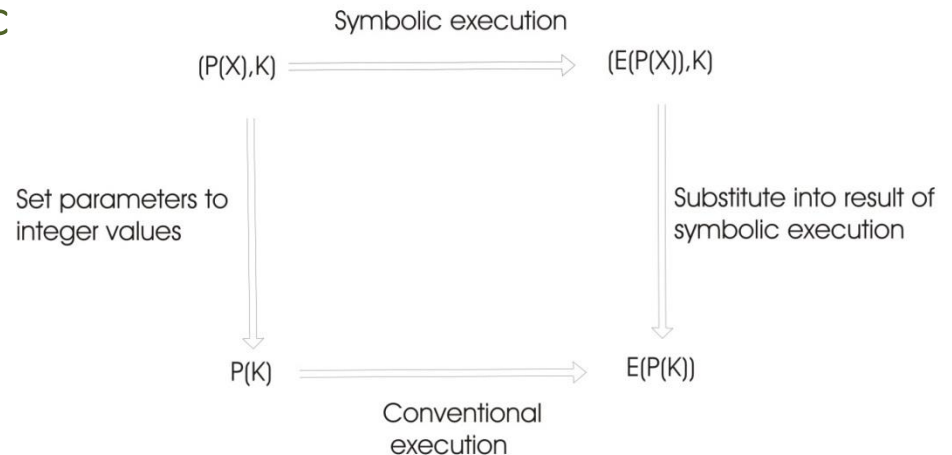 C
Symbolic execution
(P(X),K)
(E(P(X)),K)
Set parameters to
integer values
Substitute into result of
symbolic execution
P(K)
E(P(K))
Conventional
execution